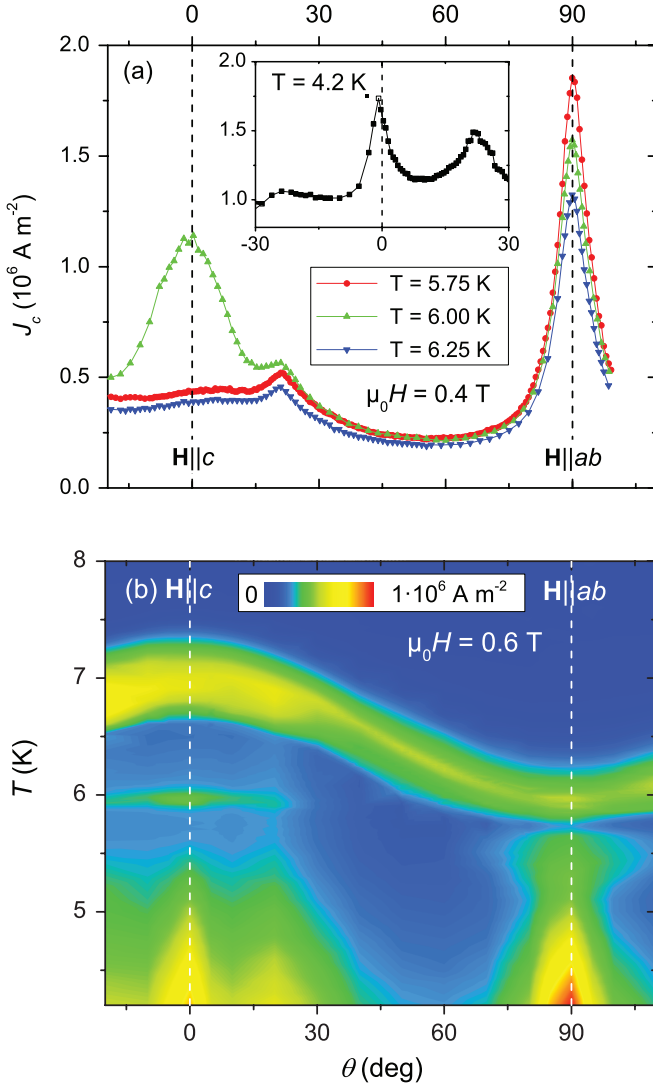 0 30 60 90
2.0
(a)
2.0
T = 4.2 K
1.5
1.5
1.0
-30 0 30
J_c (10^6 A m^-2)
1.0
T = 5.75 K
T = 6.00 K
T = 6.25 K
0.5
μ₀H = 0.4 T
H||c H||ab
0.0
8
(b) H||c 0 1·10^6 A m^-2 H||ab
μ₀H = 0.6 T
7
T (K)
6
5
0 30 60 90
θ (deg)